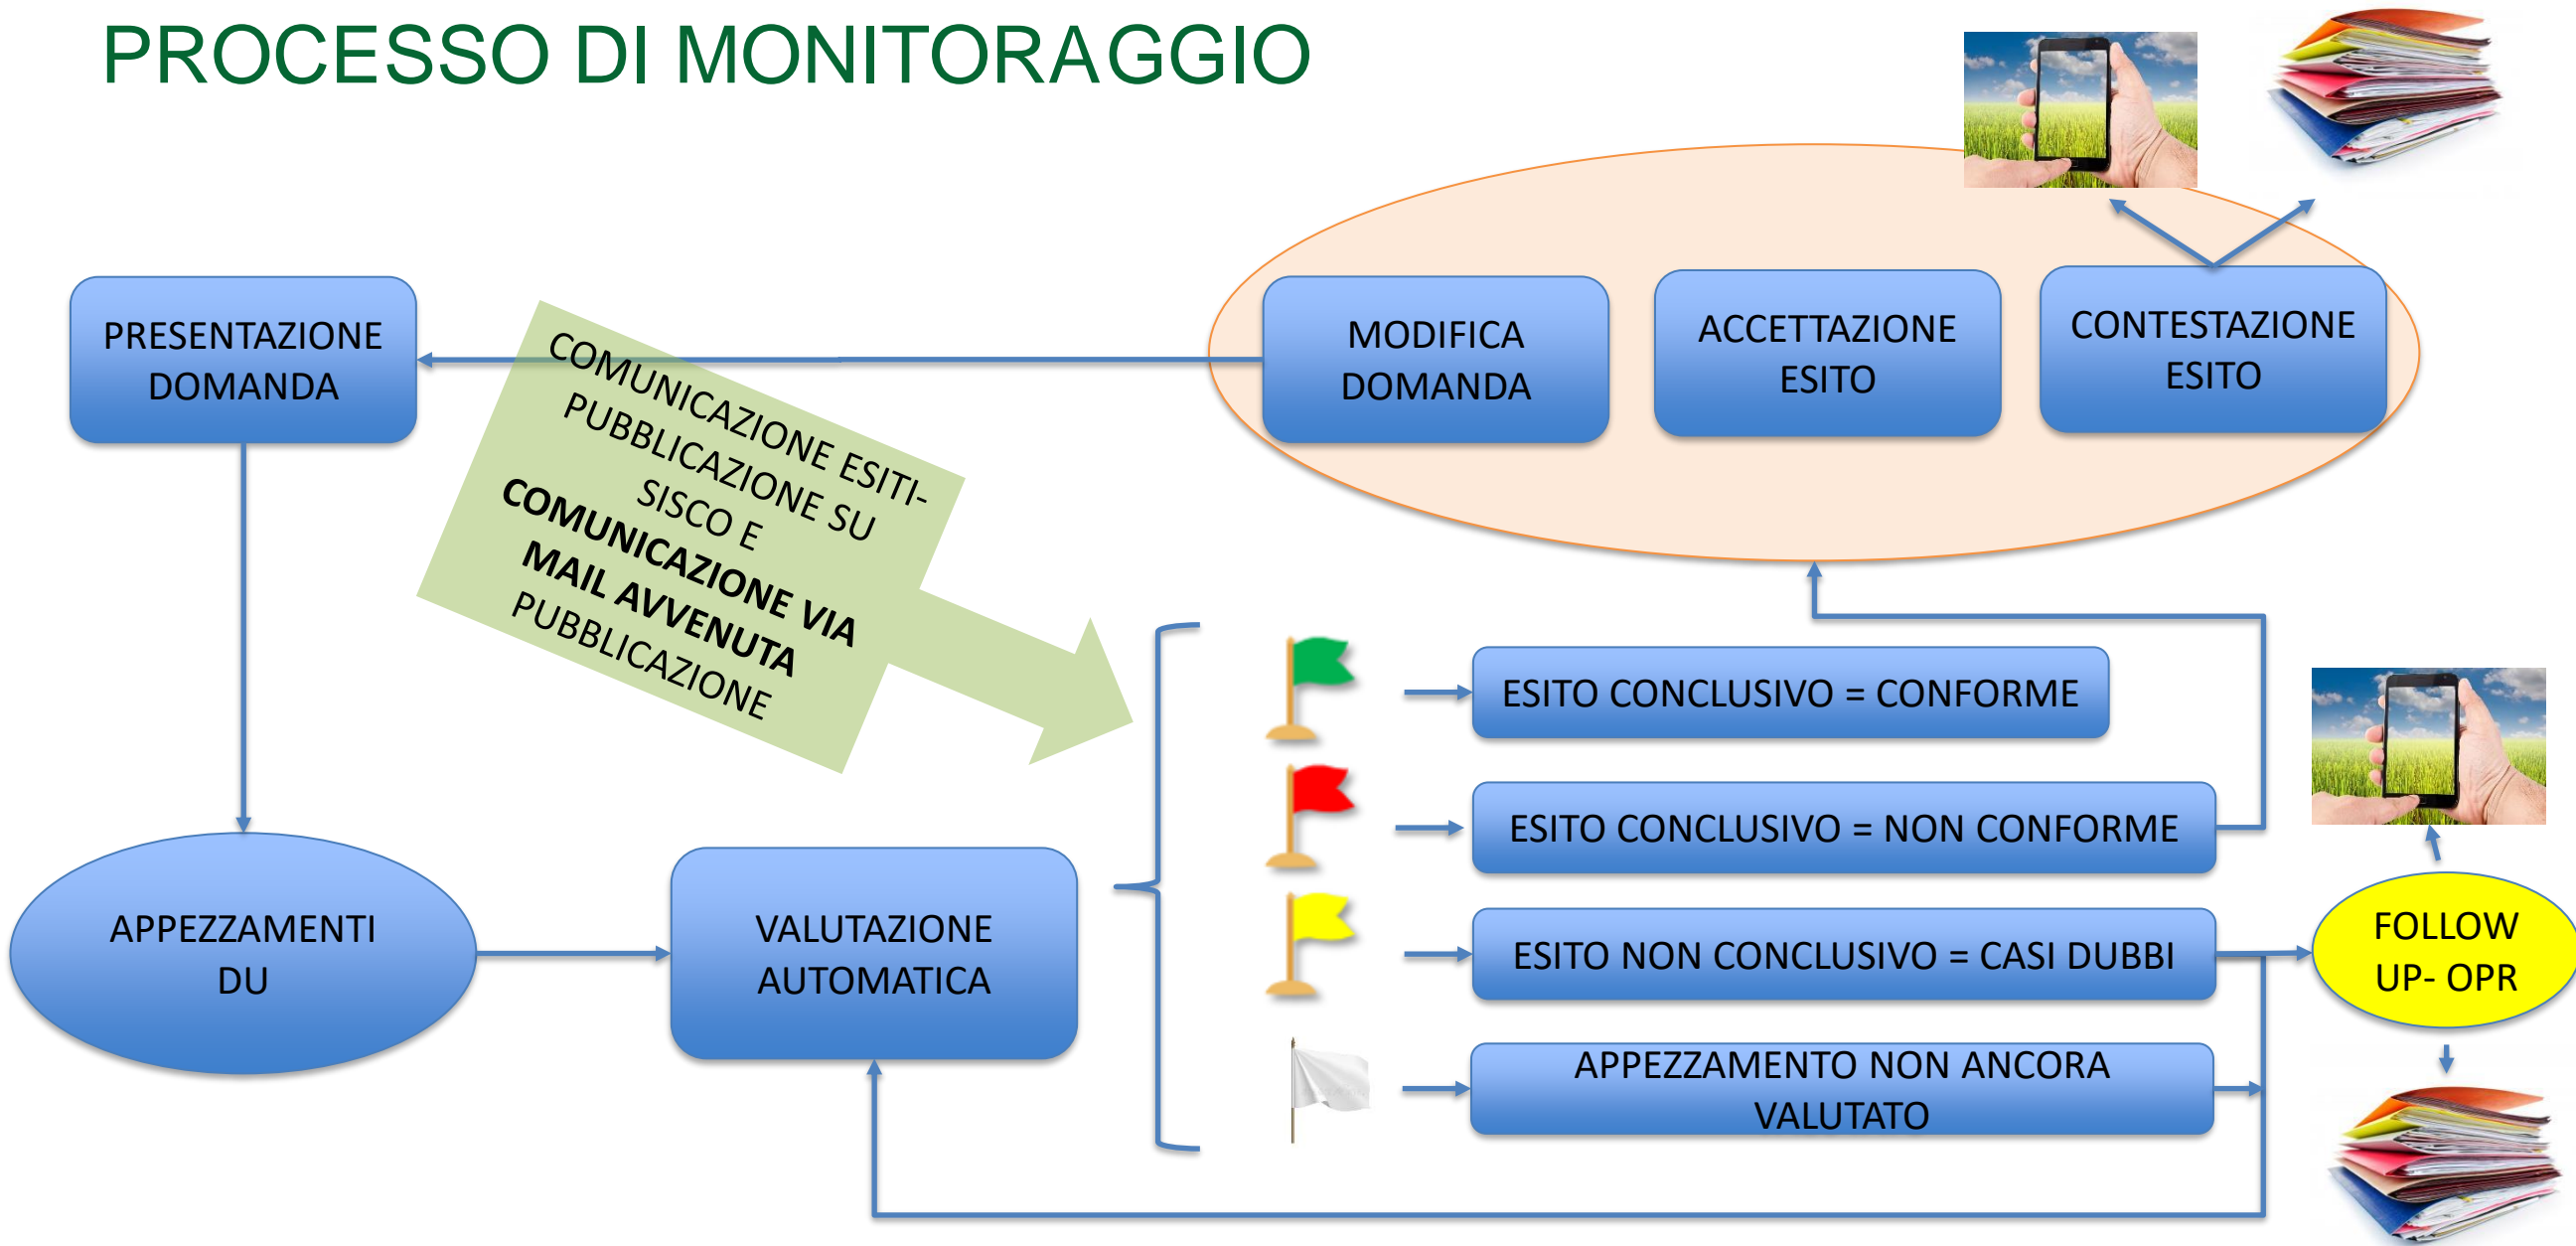 PROCESSO DI MONITORAGGIO
PRESENTAZIONE
DOMANDA
COMUNICAZIONE ESITI-
PUBBLICAZIONE SU
SISCO E
COMUNICAZIONE VIA
MAIL AVVENUTA
PUBBLICAZIONE
MODIFICA
DOMANDA
ACCETTAZIONE
ESITO
CONTESTAZIONE
ESITO
APPEZZAMENTI
DU
VALUTAZIONE
AUTOMATICA
ESITO CONCLUSIVO = CONFORME
ESITO CONCLUSIVO = NON CONFORME
ESITO NON CONCLUSIVO = CASI DUBBI
APPEZZAMENTO NON ANCORA
VALUTATO
FOLLOW
UP- OPR